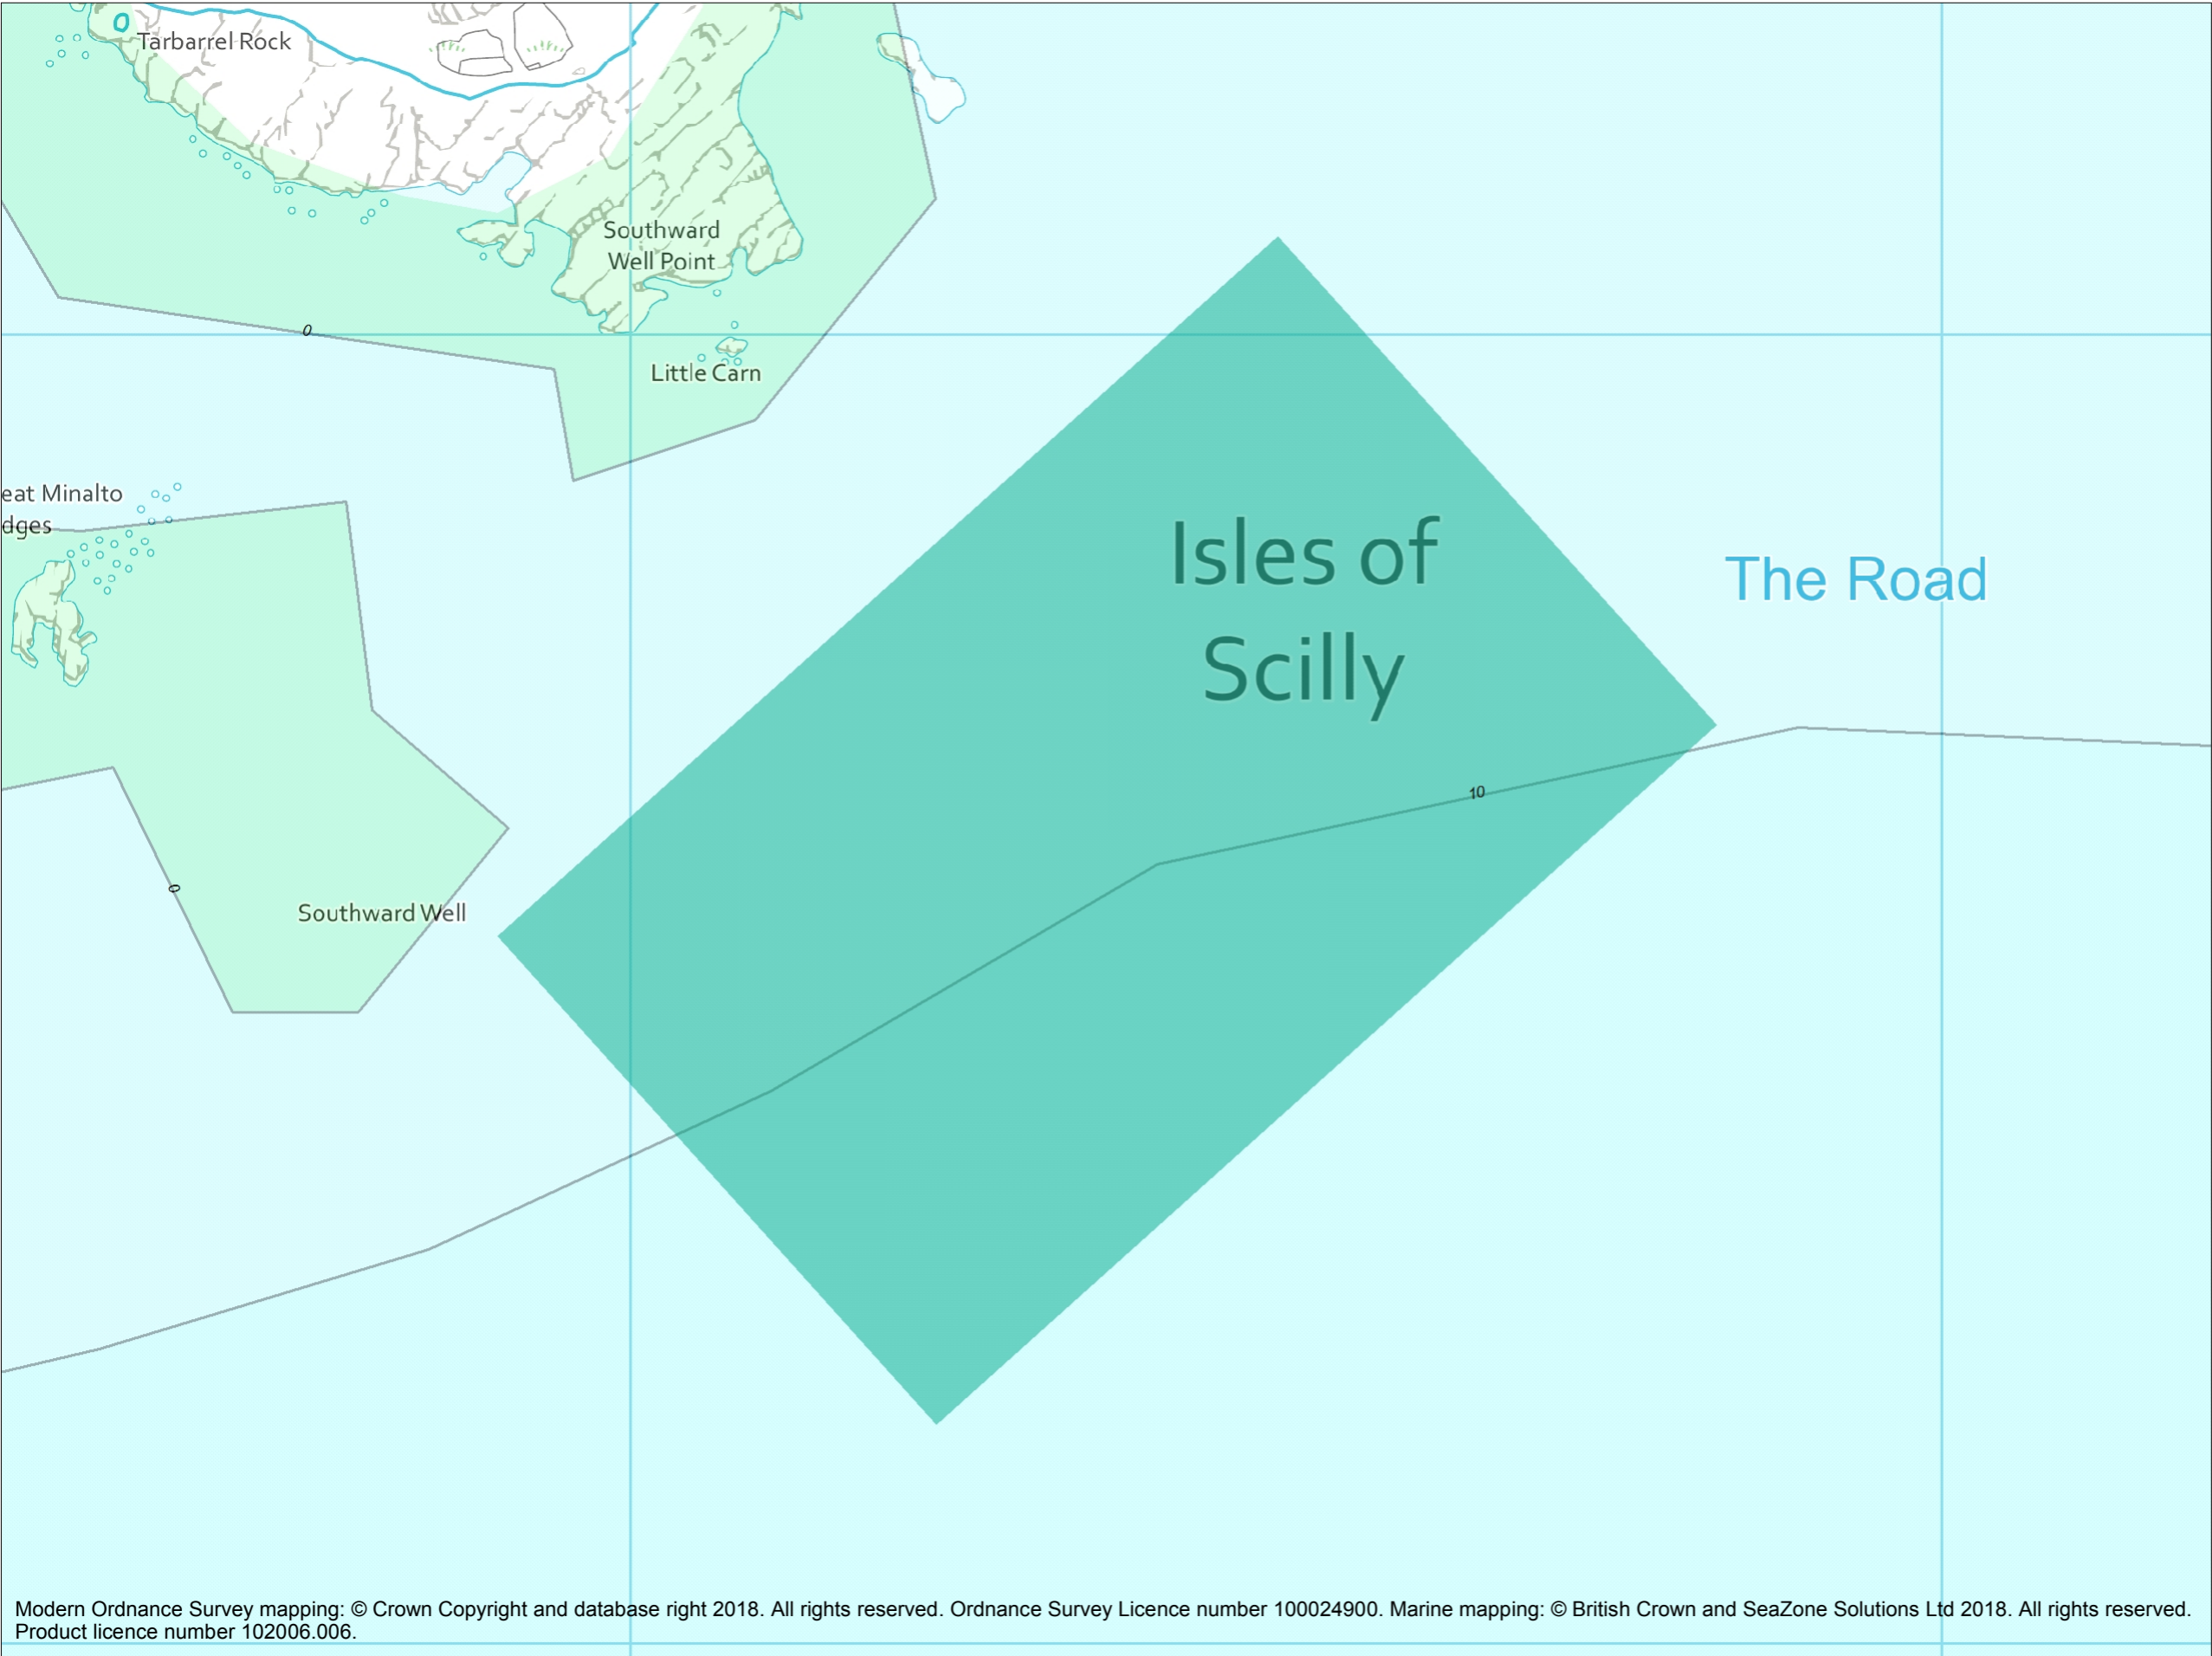 Tarbarrel Rock
Southward
Well Point
0
Little Carn
eat Minalto
dges
Isles of
Scilly
The Road
10
0
Southward Well
Modern Ordnance Survey mapping: © Crown Copyright and database right 2018. All rights reserved. Ordnance Survey Licence number 100024900. Marine mapping: © British Crown and SeaZone Solutions Ltd 2018. All rights reserved.
Product licence number 102006.006.